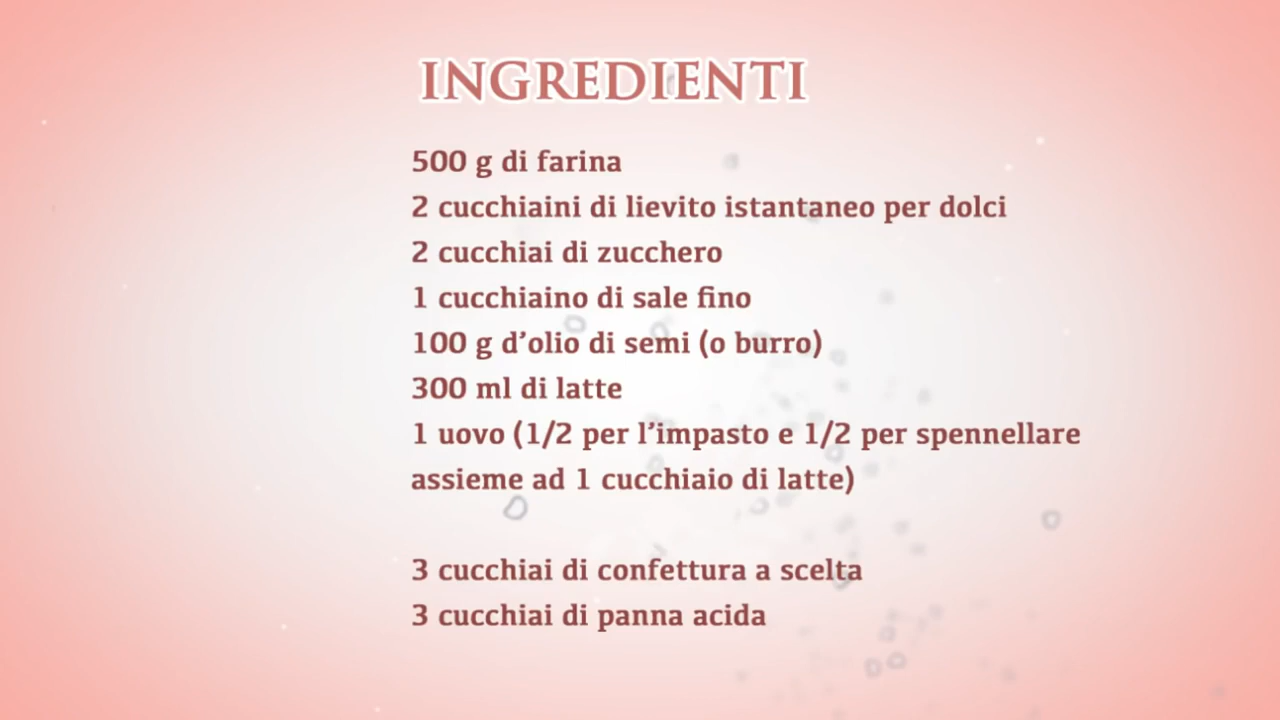 INGREDIENTI
500 g di farina
2 cucchiaini di lievito istantaneo per dolci
2 cucchiai di zucchero
1 cucchiaino di sale fino
100 g d’olio di semi (o burro)
300 ml di latte
1 uovo (1/2 per l’impasto e 1/2 per spennellare
assieme ad 1 cucchiaio di latte)
3 cucchiai di confettura a scelta
3 cucchiai di panna acida